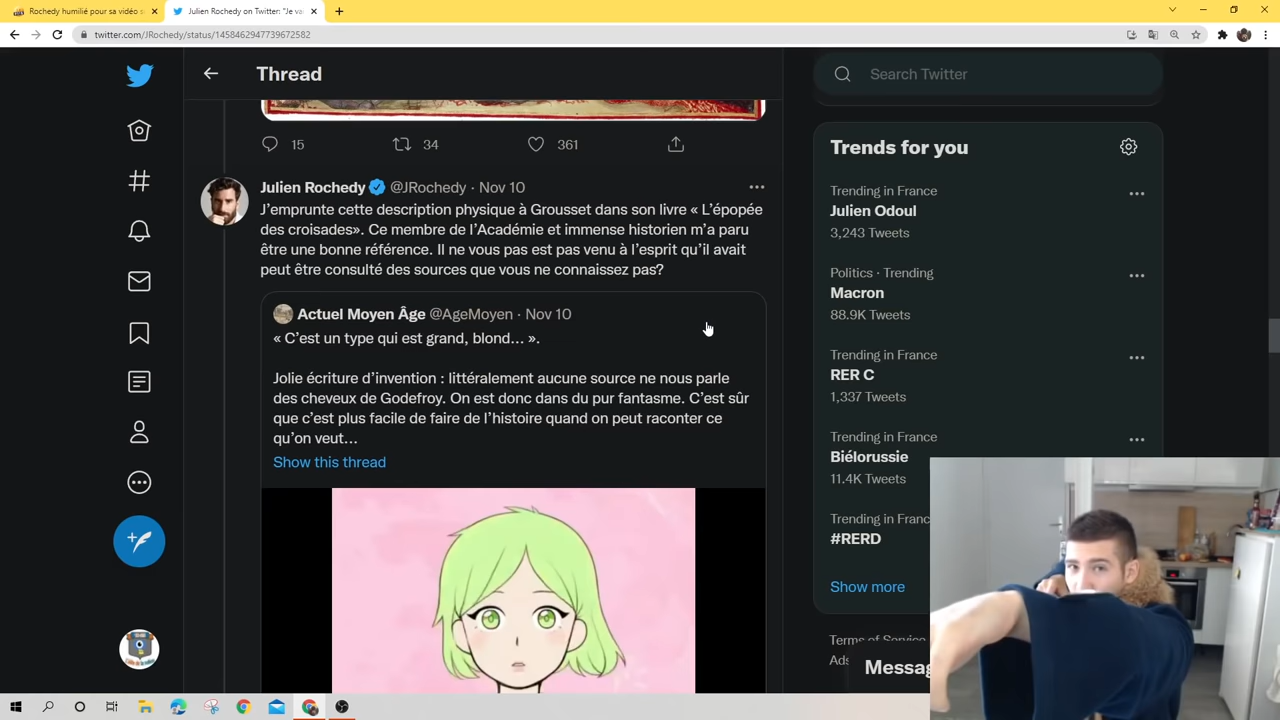 Rochedy humilié pour sa vidéo s
Julien Rochedy on Twitter: "Je va
twitter.com/JRochedy/status/1458462947739672582
Thread
Search Twitter
15
34
361
Julien Rochedy @JRochedy · Nov 10
J'emprunte cette description physique à Grousset dans son livre « L'épopée
des croisades». Ce membre de l'Académie et immense historien m'a paru
être une bonne référence. Il ne vous pas est pas venu à l'esprit qu'il avait
peut être consulté des sources que vous ne connaissez pas?
Actuel Moyen Âge @AgeMoyen · Nov 10
« C'est un type qui est grand, blond... ».
Jolie écriture d'invention : littéralement aucune source ne nous parle
des cheveux de Godefroy. On est donc dans du pur fantasme. C'est sûr
que c'est plus facile de faire de l'histoire quand on peut raconter ce
qu'on veut...
Show this thread
Trends for you
Trending in France
Julien Odoul
3,243 Tweets
Politics · Trending
Macron
88.9K Tweets
Trending in France
RER C
1,337 Tweets
Trending in France
Biélorussie
11.4K Tweets
Trending in Franc
#RERD
Show more
Terms of Service
Ads
Messag